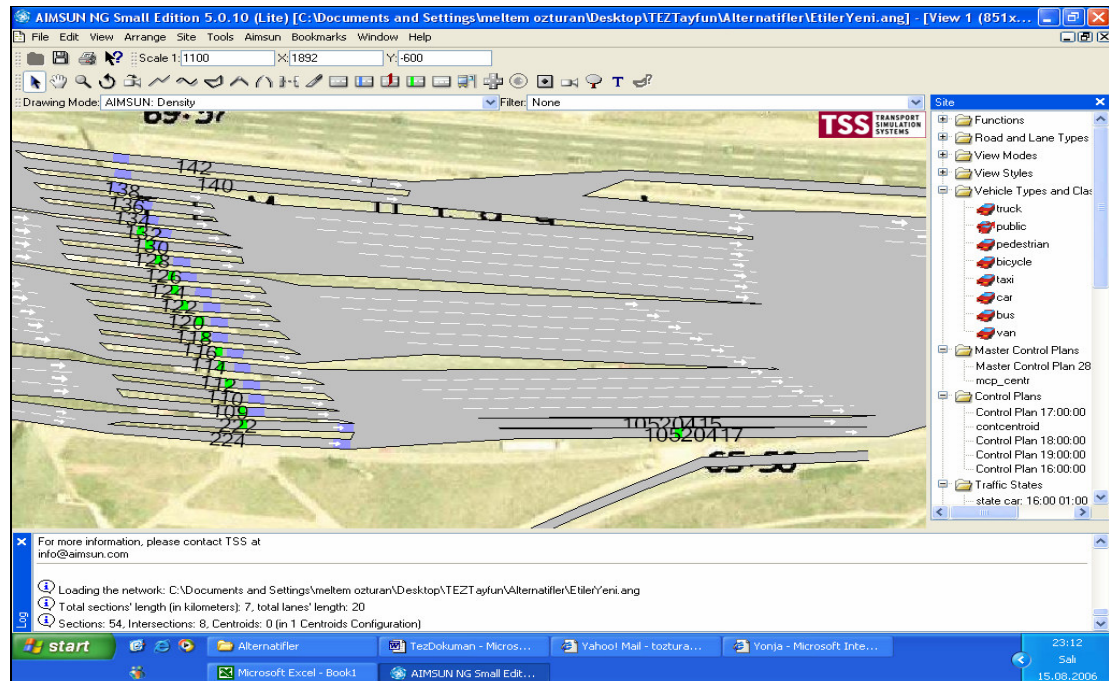 AIMSUN NG Small Edition 5.0.10 (Lite) [C:\Documents and Settings\meltem ozturan\Desktop\TEZTayfun\Alternatifler\EtilerYeni.ang] - [View 1 (851x...
File Edit View Arrange Site Tools Aimsun Bookmarks Window Help
Scale 1: 1100 X: 1892 Y: -600
Drawing Mode: AIMSUN: Density Filter: None
Site
TSS TRANSPORT SIMULATION SYSTEMS
Functions
Road and Lane Types
View Modes
View Styles
Vehicle Types and Clas
truck
public
pedestrian
bicycle
taxi
car
bus
van
Master Control Plans
Master Control Plan 28
mcp_centr
Control Plans
Control Plan 17:00:00
contcentroid
Control Plan 18:00:00
Control Plan 19:00:00
Control Plan 16:00:00
Traffic States
state car: 16:00 01:00
142
140
138
136
134
132
130
128
126
124
122
120
118
116
114
112
110
109
222
224
10520415
10520417
Log
For more information, please contact TSS at
info@aimsun.com
Loading the network: C:\Documents and Settings\meltem ozturan\Desktop\TEZTayfun\Alternatifler\EtilerYeni.ang
Total sections' length (in kilometers): 7, total lanes' length: 20
Sections: 54, Intersections: 8, Centroids: 0 (in 1 Centroids Configuration)
start
Alternatifler
TezDokuman - Micros...
Yahoo! Mail - toztura...
Yonja - Microsoft Inte...
Microsoft Excel - Book1
AIMSUN NG Small Edit...
23:12
Salı
15.08.2006